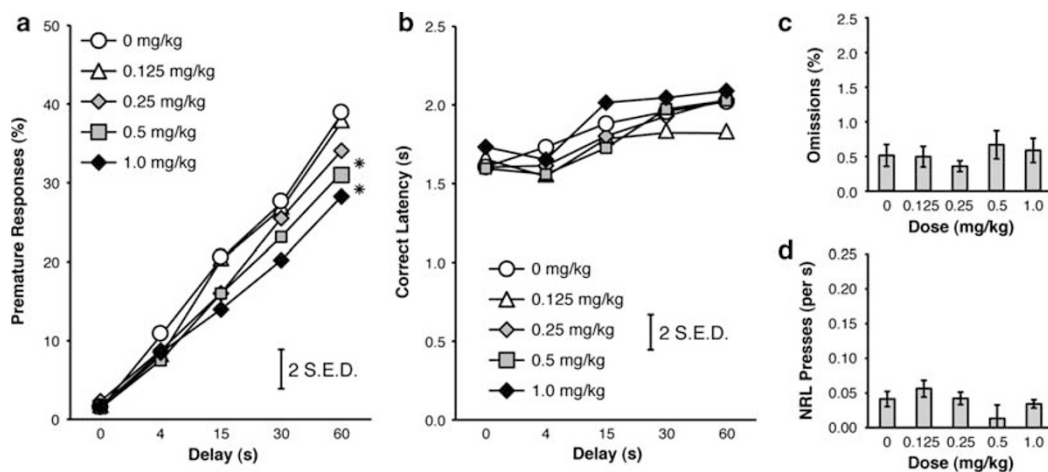 a
0 mg/kg
0.125 mg/kg
0.25 mg/kg
0.5 mg/kg
1.0 mg/kg
50
40
30
20
10
0
Premature Responses (%)
*
*
2 S.E.D.
0 4 15 30 60
Delay (s)
b
2.5
2.0
1.5
1.0
0.5
0.0
Correct Latency (s)
0 mg/kg
0.125 mg/kg
0.25 mg/kg
0.5 mg/kg
1.0 mg/kg
2 S.E.D.
0 4 15 30 60
Delay (s)
c
2.5
2.0
1.5
1.0
0.5
0.0
Omissions (%)
0 0.125 0.25 0.5 1.0
Dose (mg/kg)
d
0.25
0.20
0.15
0.10
0.05
0.00
NRL Presses (per s)
0 0.125 0.25 0.5 1.0
Dose (mg/kg)